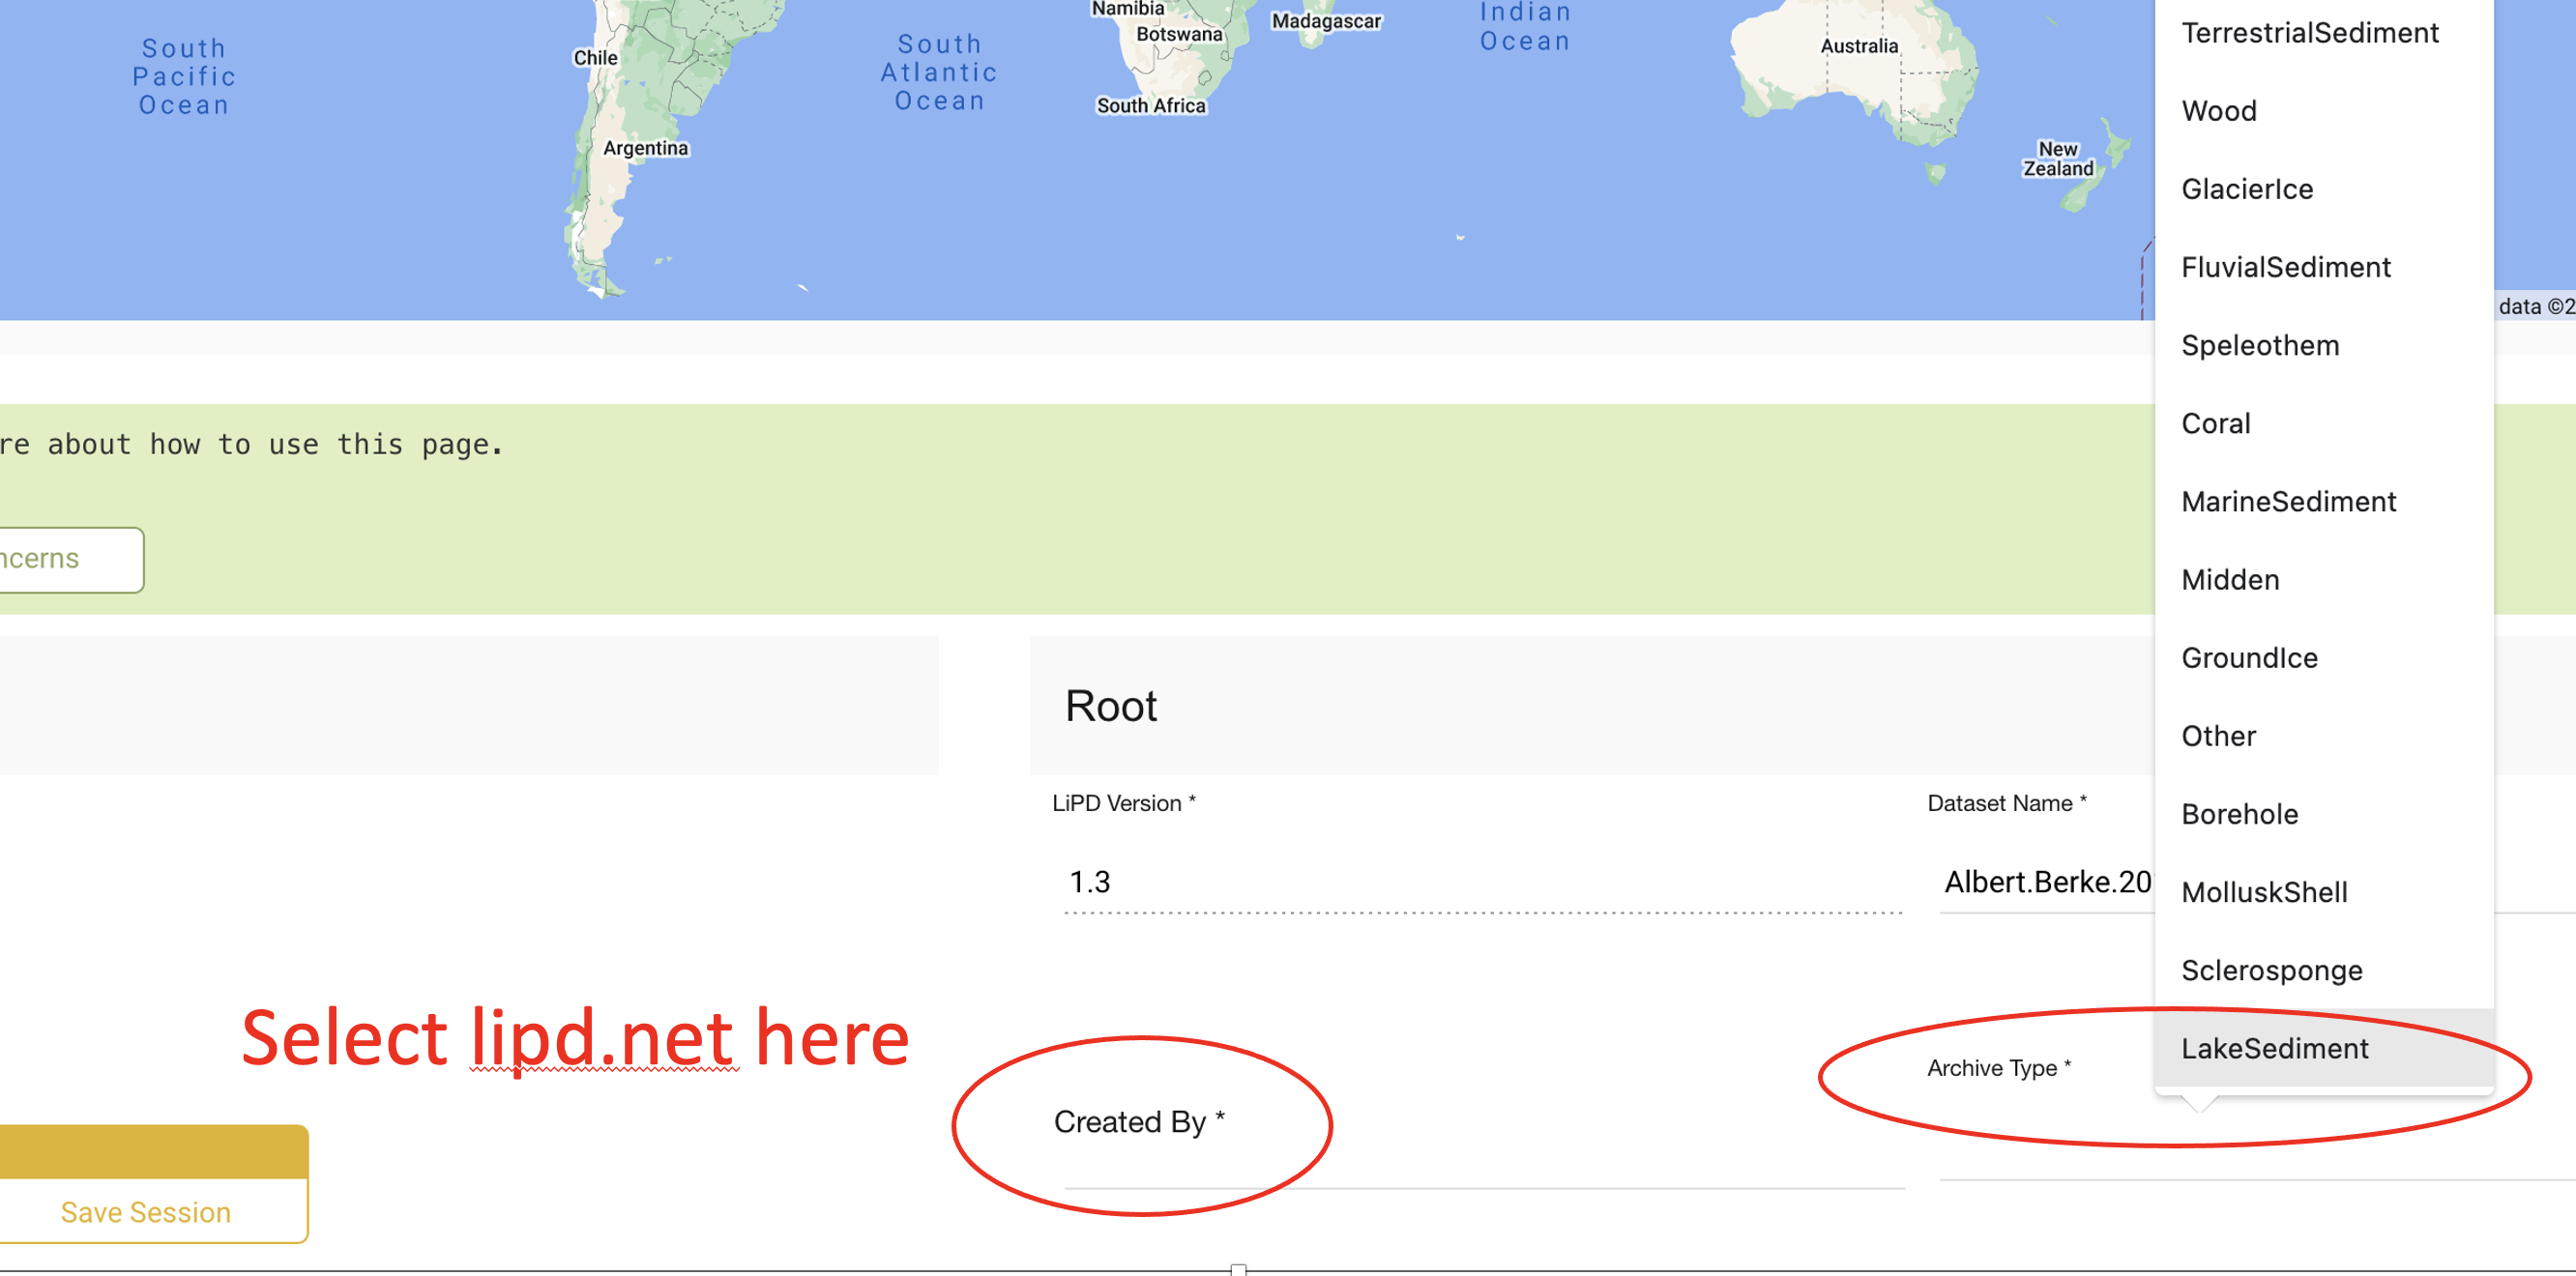 Namibia
Botswana
South Africa
Madagascar
Indian
Ocean
Chile
Argentina
South
Pacific
Ocean
South
Atlantic
Ocean
Australia
New
Zealand
data ©2
TerrestrialSediment
Wood
GlacierIce
FluvialSediment
Speleothem
Coral
MarineSediment
Midden
GroundIce
Other
Borehole
MolluskShell
Sclerosponge
LakeSediment
re about how to use this page.
ncerns
Root
LiPD Version *
1.3
Dataset Name *
Albert.Berke.20
Select lipd.net here
Created By *
Archive Type *
Save Session